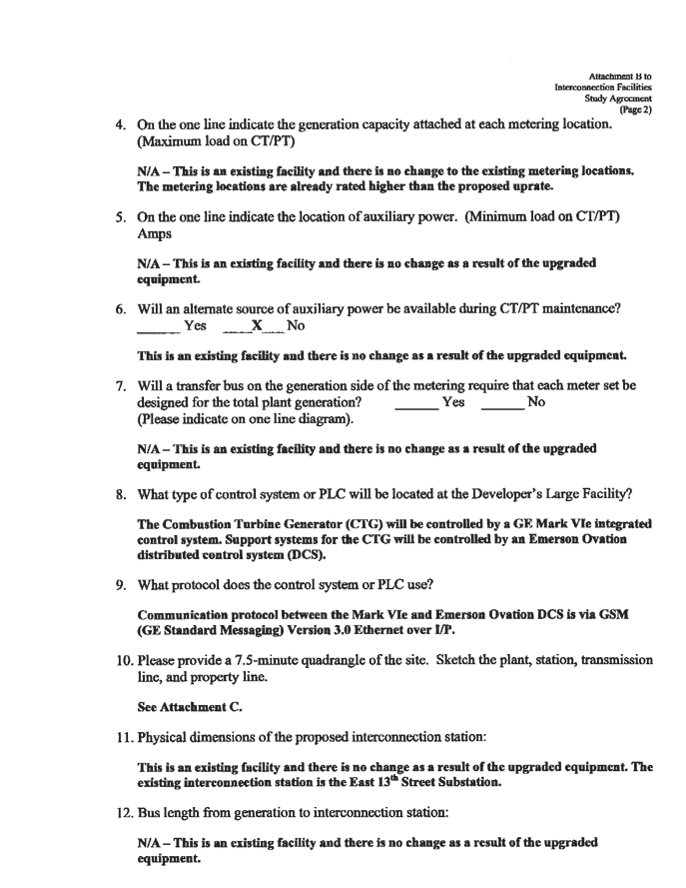 Attachment B to
Interconnection Facilities
Study Agreement
(Page 2)
4. On the one line indicate the generation capacity attached at each metering location.
(Maximum load on CT/PT)
N/A – This is an existing facility and there is no change to the existing metering locations.
The metering locations are already rated higher than the proposed uprate.
5. On the one line indicate the location of auxiliary power. (Minimum load on CT/PT)
Amps
N/A – This is an existing facility and there is no change as a result of the upgraded
equipment.
6. Will an alternate source of auxiliary power be available during CT/PT maintenance?
______ Yes ____X___ No
This is an existing facility and there is no change as a result of the upgraded equipment.
7. Will a transfer bus on the generation side of the metering require that each meter set be
designed for the total plant generation? ______ Yes ______ No
(Please indicate on one line diagram).
N/A – This is an existing facility and there is no change as a result of the upgraded
equipment.
8. What type of control system or PLC will be located at the Developer's Large Facility?
The Combustion Turbine Generator (CTG) will be controlled by a GE Mark VIe integrated
control system. Support systems for the CTG will be controlled by an Emerson Ovation
distributed control system (DCS).
9. What protocol does the control system or PLC use?
Communication protocol between the Mark VIe and Emerson Ovation DCS is via GSM
(GE Standard Messaging) Version 3.0 Ethernet over I/P.
10. Please provide a 7.5-minute quadrangle of the site. Sketch the plant, station, transmission
line, and property line.
See Attachment C.
11. Physical dimensions of the proposed interconnection station:
This is an existing facility and there is no change as a result of the upgraded equipment. The
existing interconnection station is the East 13th Street Substation.
12. Bus length from generation to interconnection station:
N/A – This is an existing facility and there is no change as a result of the upgraded
equipment.